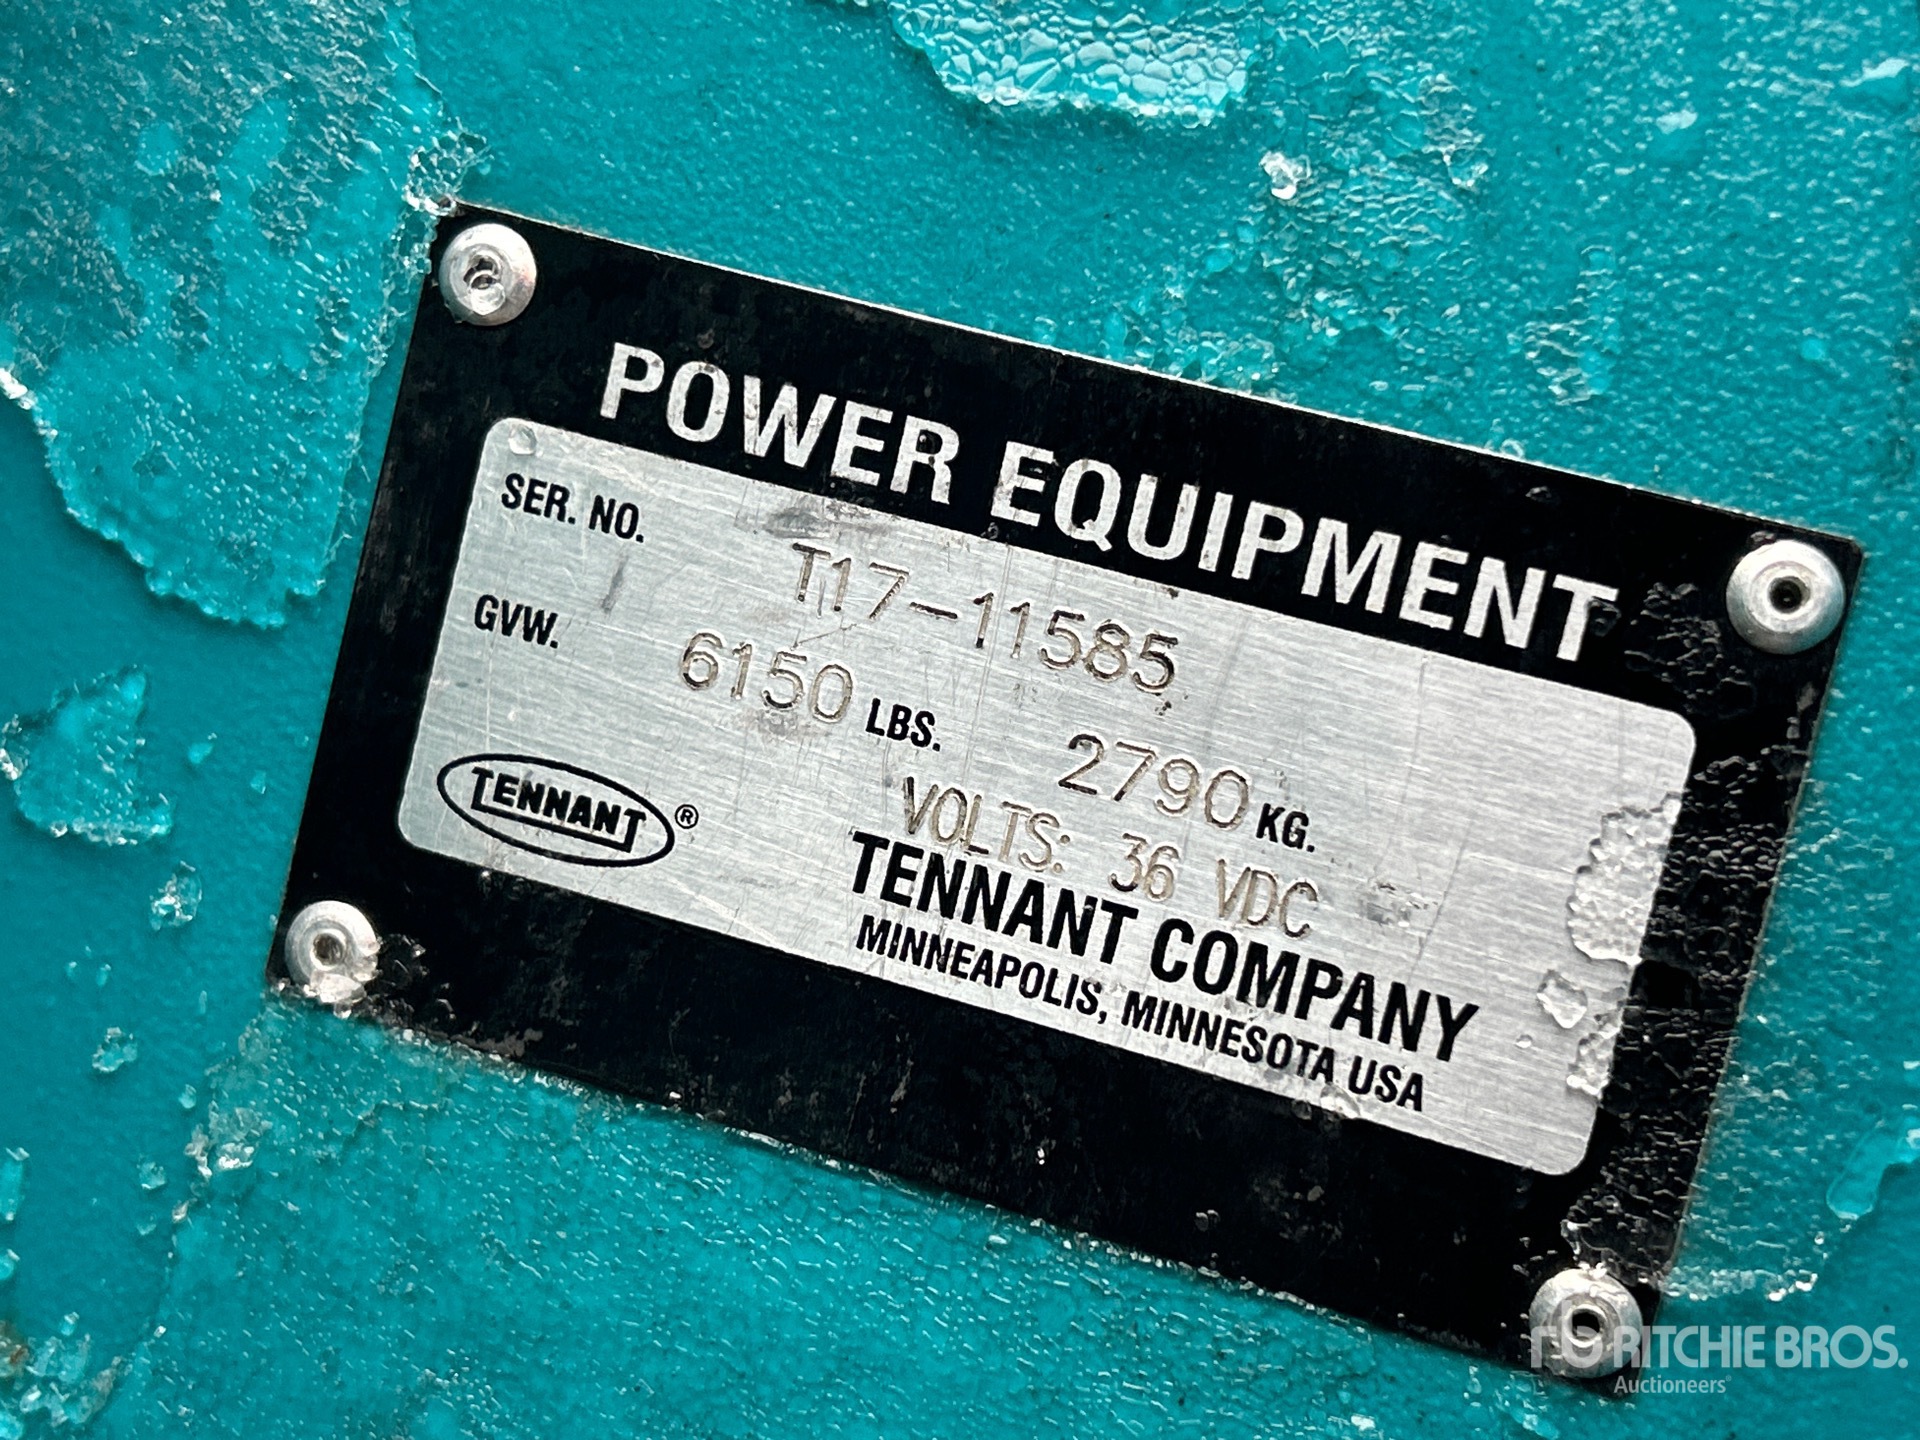 POWER EQUIPMENT
SER. NO. T17-11585
GVW. 6150 LBS. 2790 KG.
VOLTS: 36 VDC
TENNANT ®
TENNANT COMPANY
MINNEAPOLIS, MINNESOTA USA
RITCHIE BROS.
Auctioneers